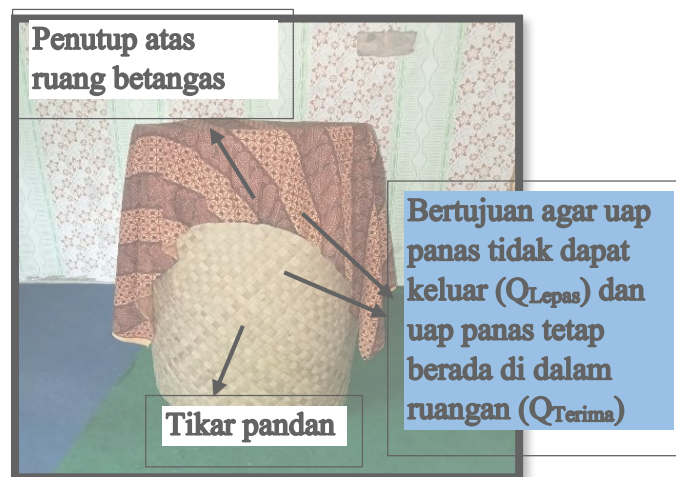 Penutup atas
ruang betangas
Bertujuan agar uap
panas tidak dapat
keluar (QLepas) dan
uap panas tetap
berada di dalam
ruangan (QTerima)
Tikar pandan